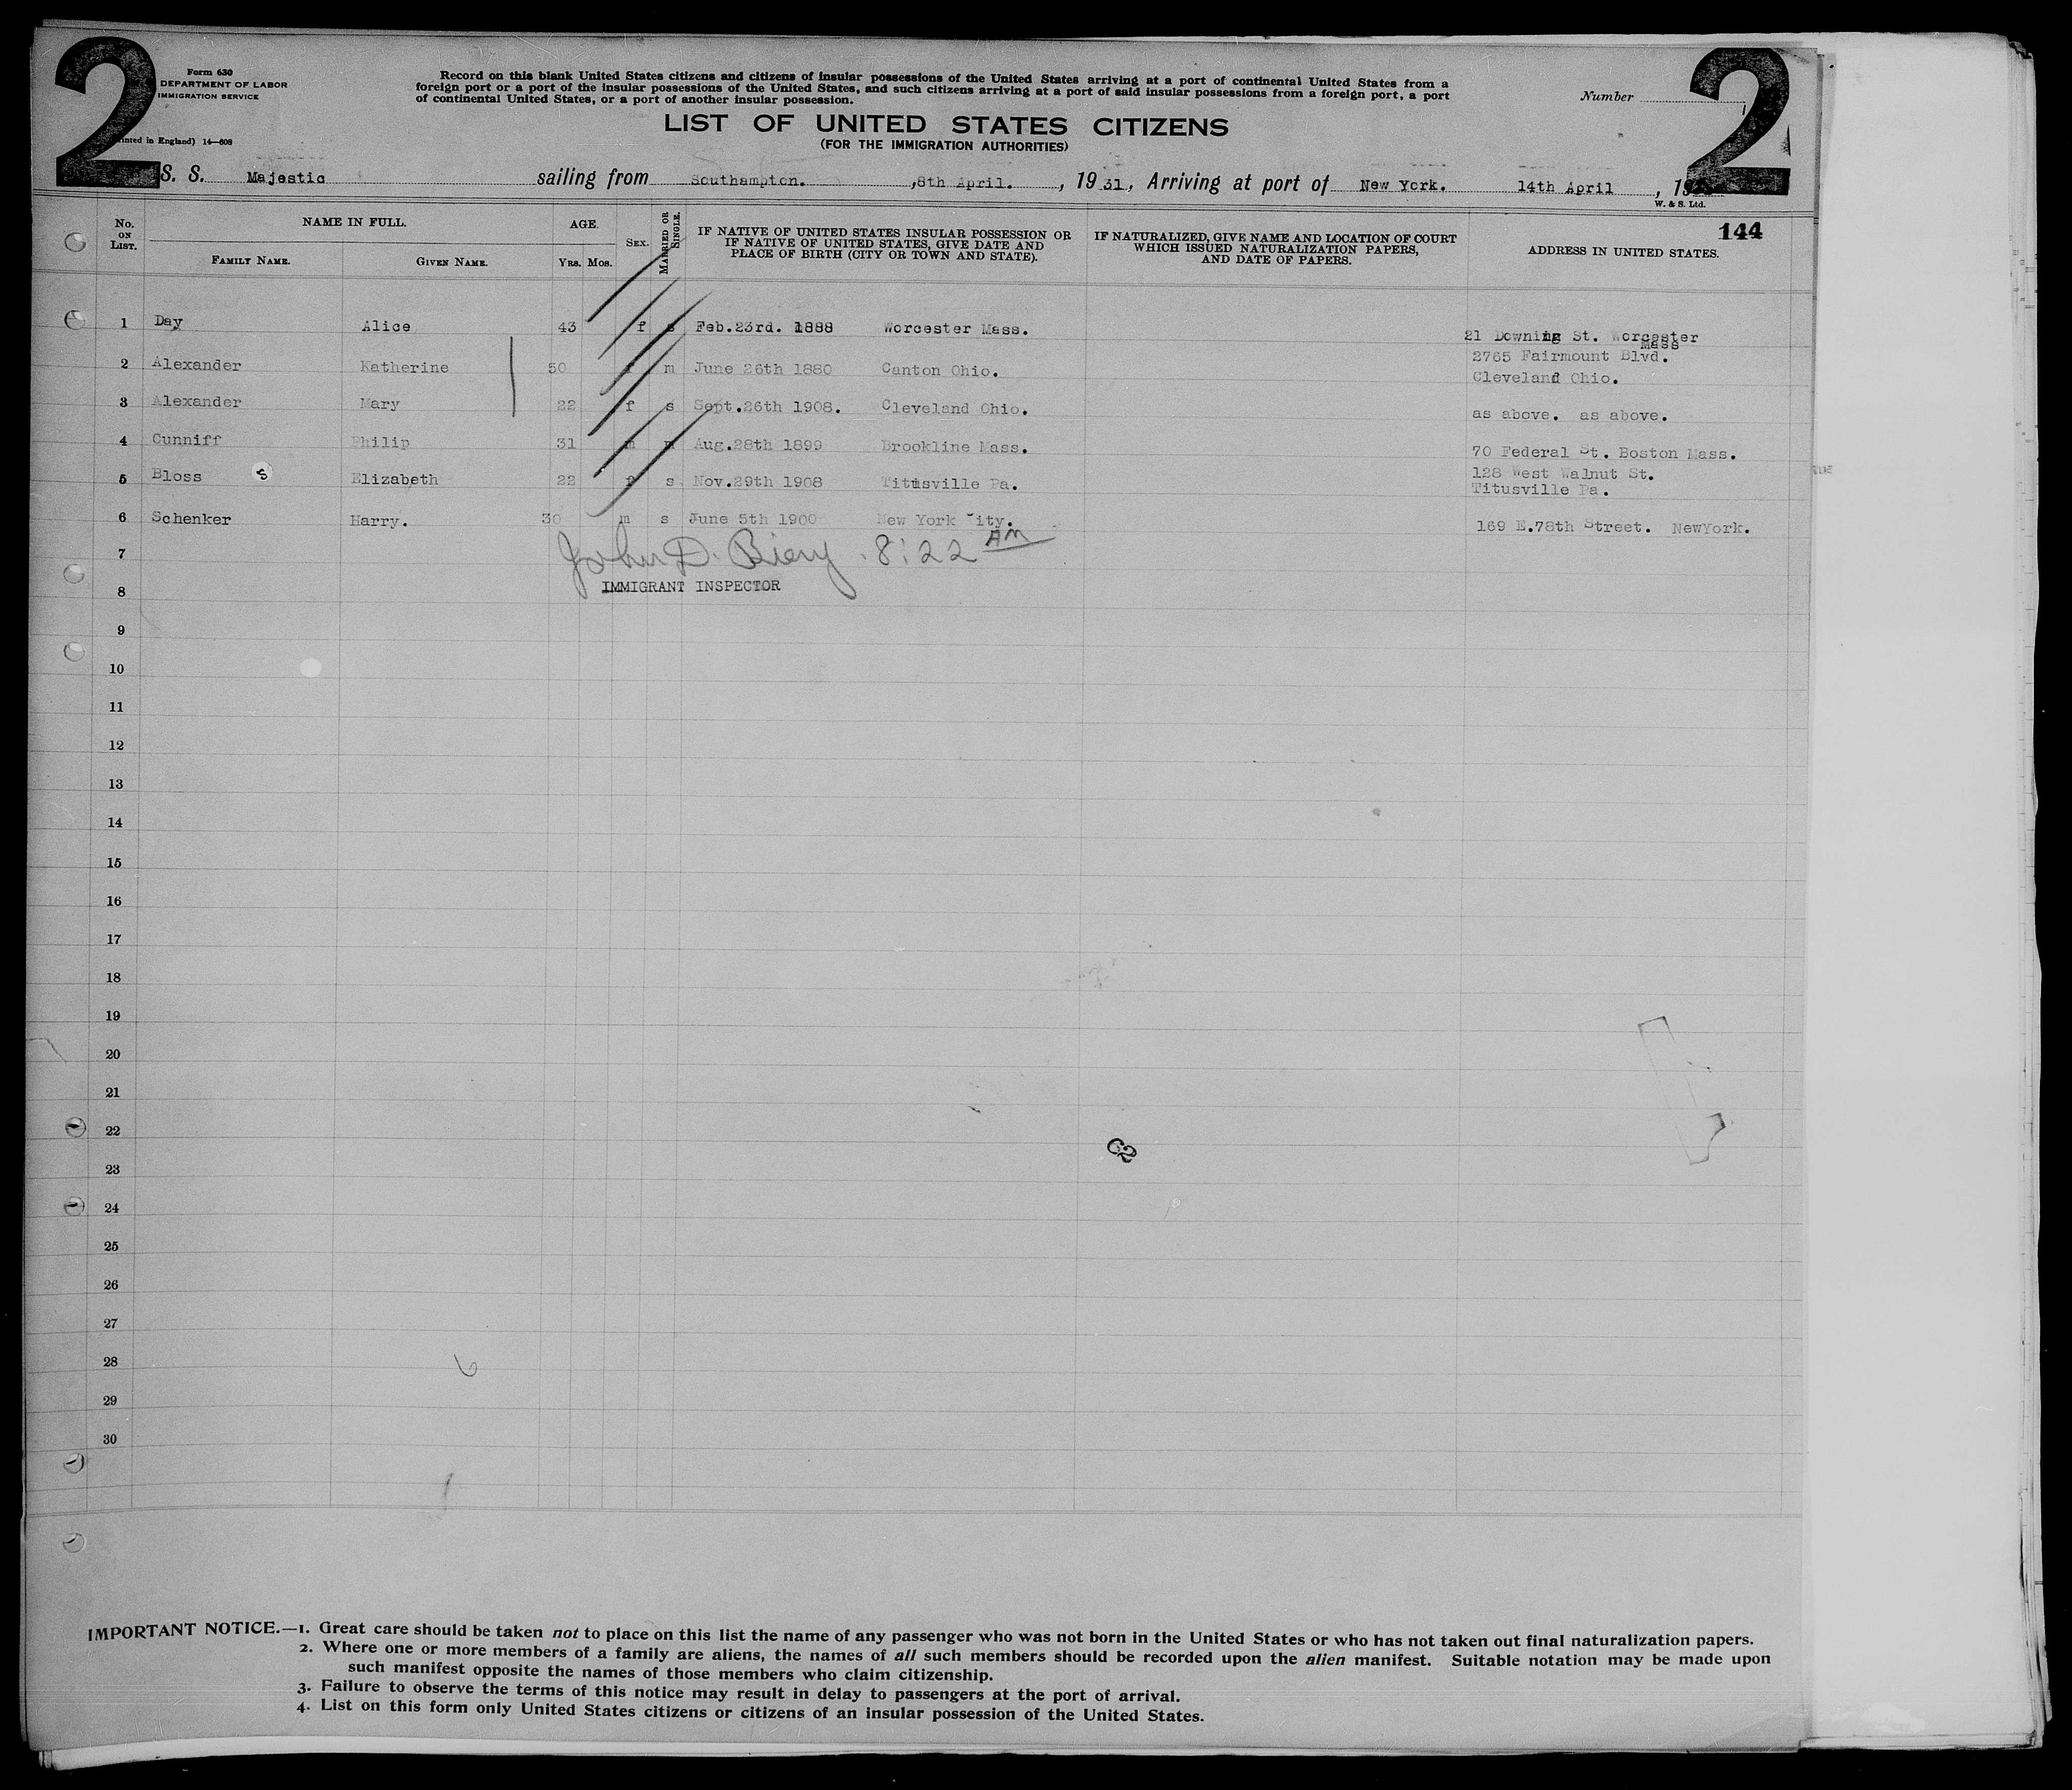 2 2
Form 630
DEPARTMENT OF LABOR
IMMIGRATION SERVICE
inted in England) 14—608
Record on this blank United States citizens and citizens of insular possessions of the United States arriving at a port of continental United States from a
foreign port or a port of the insular possessions of the United States, and such citizens arriving at a port of said insular possessions from a foreign port, a port
of continental United States, or a port of another insular possession.
Number
LIST OF UNITED STATES CITIZENS
(FOR THE IMMIGRATION AUTHORITIES)
S. S. Majestic sailing from Southampton. ,8th April. , 19 31, Arriving at port of New York. 14th April , 19
W. & S. Ltd.
144
No. ON LIST. NAME IN FULL. AGE. SEX. MARRIED OR SINGLE. IF NATIVE OF UNITED STATES INSULAR POSSESSION OR IF NATIVE OF UNITED STATES, GIVE DATE AND PLACE OF BIRTH (CITY OR TOWN AND STATE). IF NATURALIZED, GIVE NAME AND LOCATION OF COURT WHICH ISSUED NATURALIZATION PAPERS, AND DATE OF PAPERS. ADDRESS IN UNITED STATES.
FAMILY NAME. GIVEN NAME. YRS. MOS.
1 Day Alice 43 f s Feb.23rd. 1888 Worcester Mass. 21 Downing St. Worcester Mass
2 Alexander Katherine 50 f m June 26th 1880 Canton Ohio. 2765 Fairmount Blvd.
Cleveland Ohio.
3 Alexander Mary 22 f s Sept.26th 1908. Cleveland Ohio. as above. as above.
4 Cunniff Philip 31 m m Aug.28th 1899 Brookline Mass. 70 Federal St. Boston Mass.
5 Bloss S Elizabeth 22 f s Nov.29th 1908 Titusville Pa. 128 West Walnut St.
Titusville Pa.
6 Schenker Harry. 30 m s June 5th 1900 New York City. 169 E.78th Street. NewYork.
John D. Biery 8:22 AM
7
IMMIGRANT INSPECTOR
8
9
10
11
12
13
14
15
16
17
18
19
20
21
22
C2
23
24
25
26
27
28
29
30
IMPORTANT NOTICE.—1. Great care should be taken not to place on this list the name of any passenger who was not born in the United States or who has not taken out final naturalization papers.
2. Where one or more members of a family are aliens, the names of all such members should be recorded upon the alien manifest. Suitable notation may be made upon
such manifest opposite the names of those members who claim citizenship.
3. Failure to observe the terms of this notice may result in delay to passengers at the port of arrival.
4. List on this form only United States citizens or citizens of an insular possession of the United States.